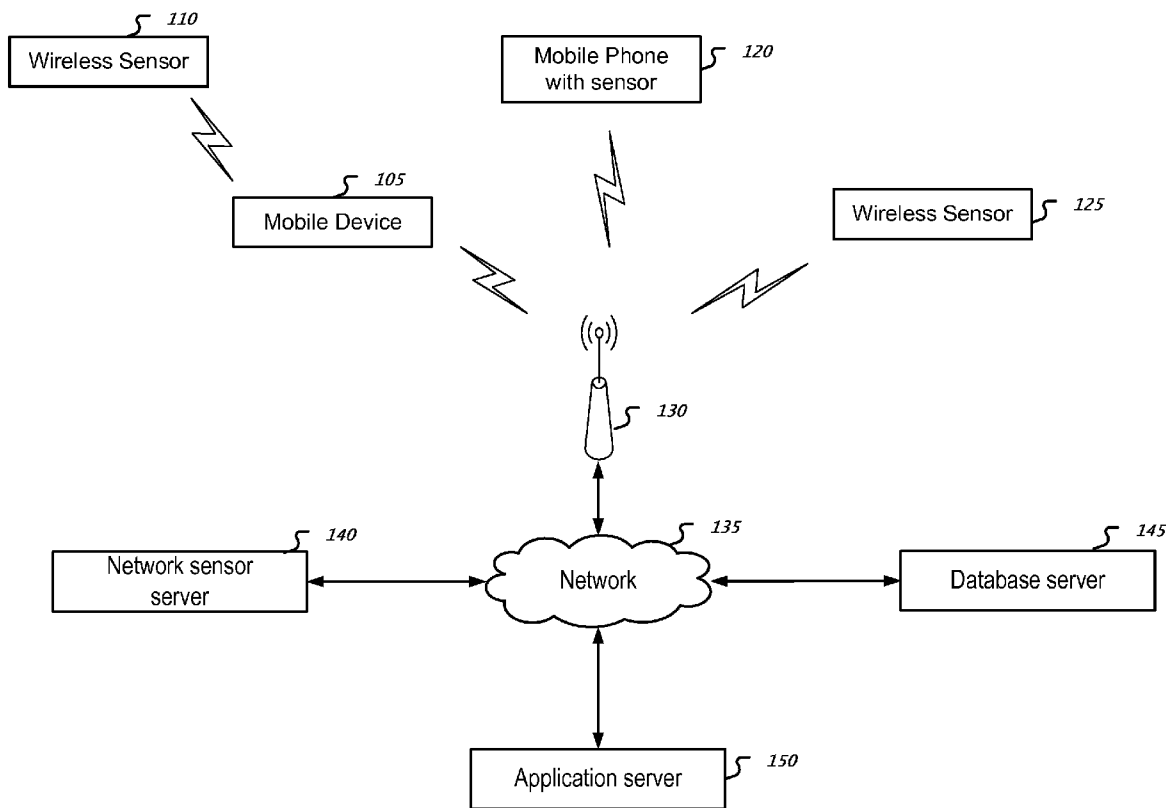 110
Wireless Sensor
Mobile Phone
with sensor
120
105
Mobile Device
Wireless Sensor
125
130
135
140
Network sensor
server
Network
145
Database server
Application server
150